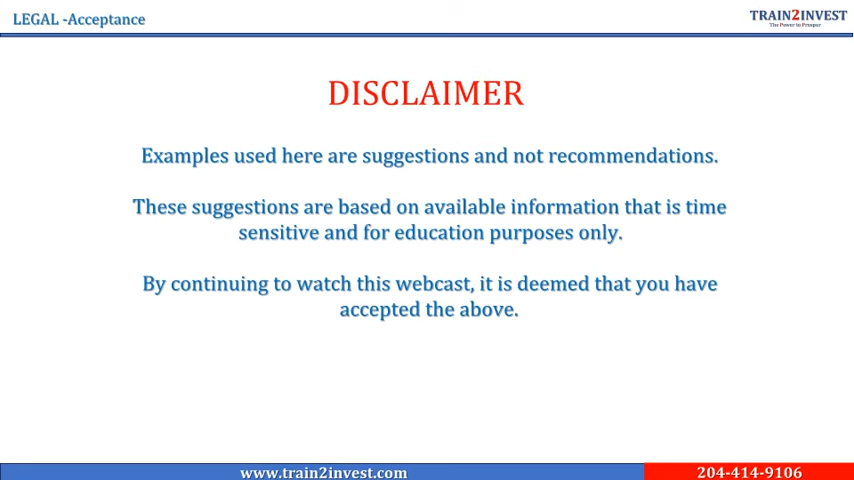 LEGAL -Acceptance
TRAIN2INVEST
The Power to Prosper
DISCLAIMER
Examples used here are suggestions and not recommendations.
These suggestions are based on available information that is time
sensitive and for education purposes only.
By continuing to watch this webcast, it is deemed that you have
accepted the above.
www.train2invest.com
204-414-9106